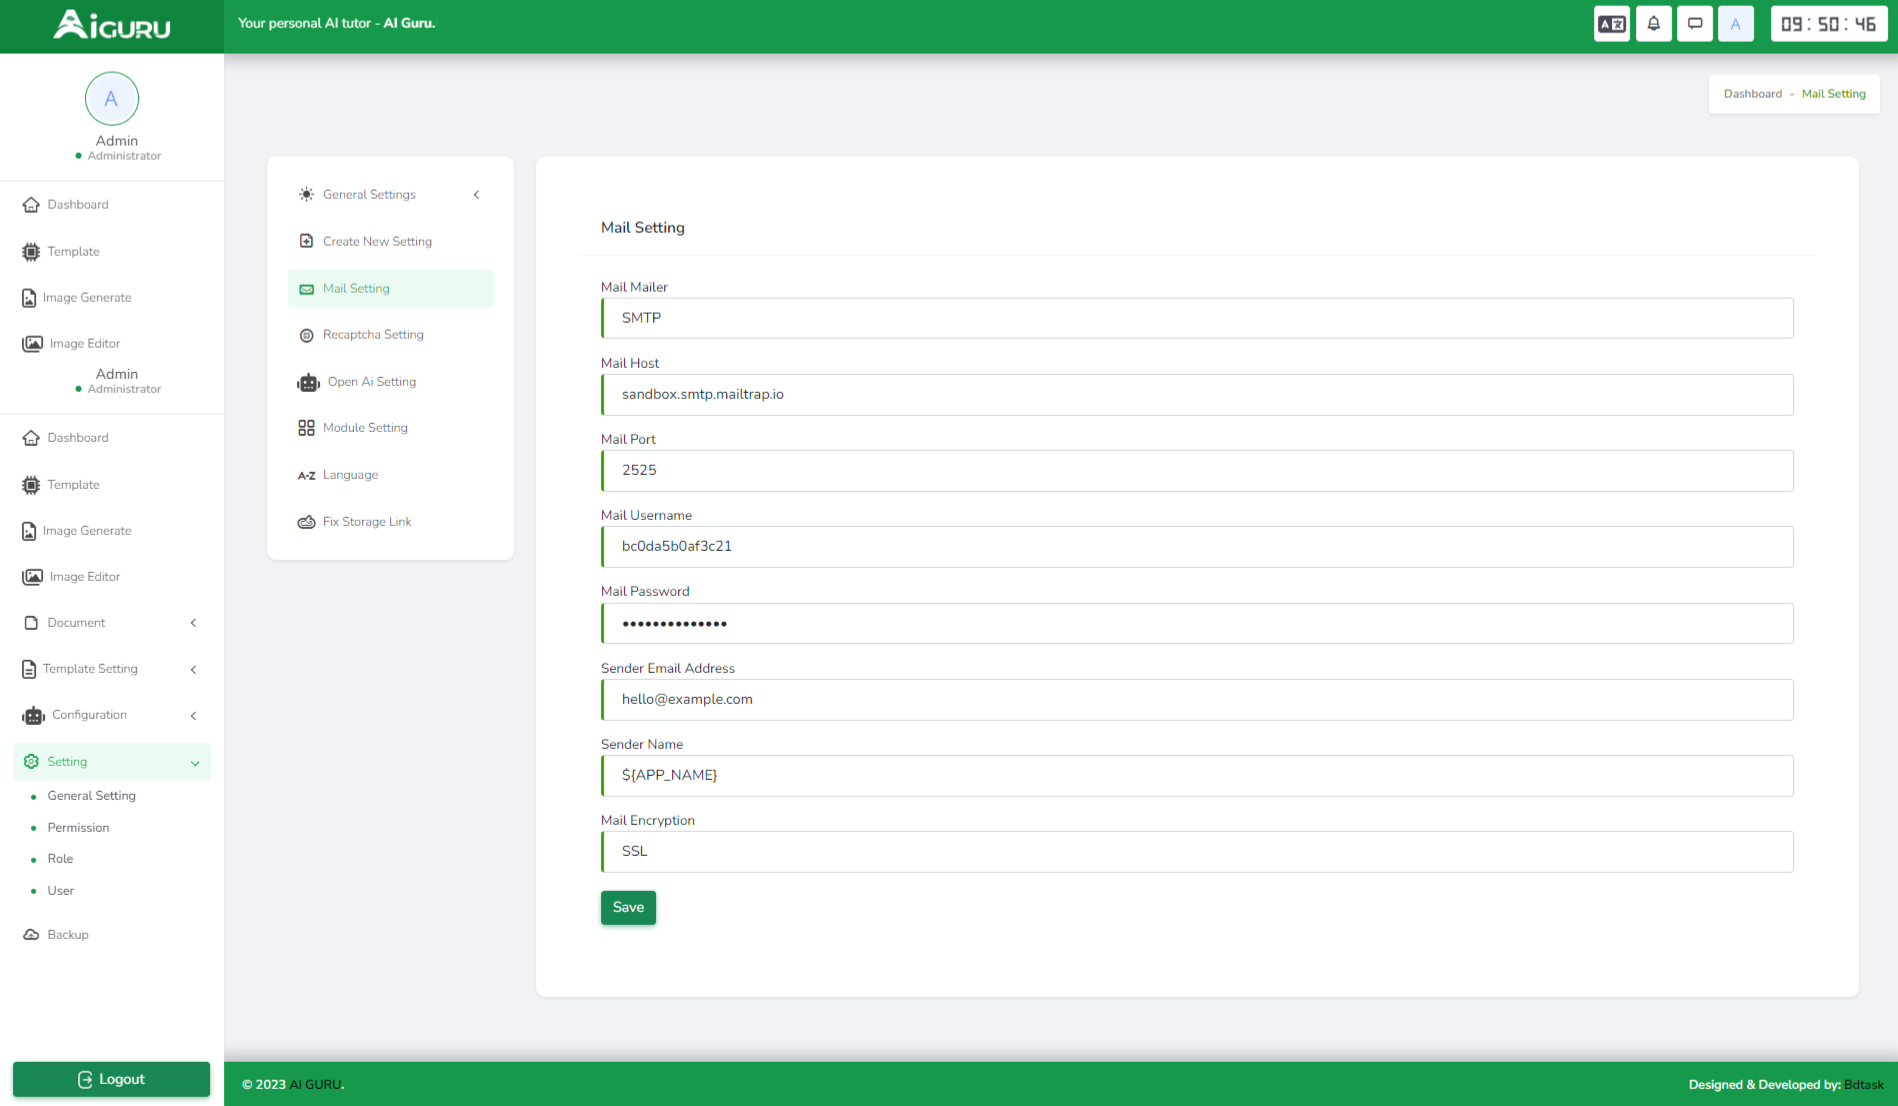 AiGURU
Your personal AI tutor - AI Guru.
A
09:50:46
Dashboard - Mail Setting
A
Admin
Administrator
Dashboard
Template
Image Generate
Image Editor
Admin
Administrator
Dashboard
Template
Image Generate
Image Editor
Document
Template Setting
Configuration
Setting
General Setting
Permission
Role
User
Backup
Logout
General Settings
Create New Setting
Mail Setting
Recaptcha Setting
Open Ai Setting
Module Setting
A-Z Language
Fix Storage Link
Mail Setting
Mail Mailer
SMTP
Mail Host
sandbox.smtp.mailtrap.io
Mail Port
2525
Mail Username
bc0da5b0af3c21
Mail Password
••••••••••••••
Sender Email Address
hello@example.com
Sender Name
${APP_NAME}
Mail Encryption
SSL
Save
© 2023 AI GURU.
Designed & Developed by: Bdtask